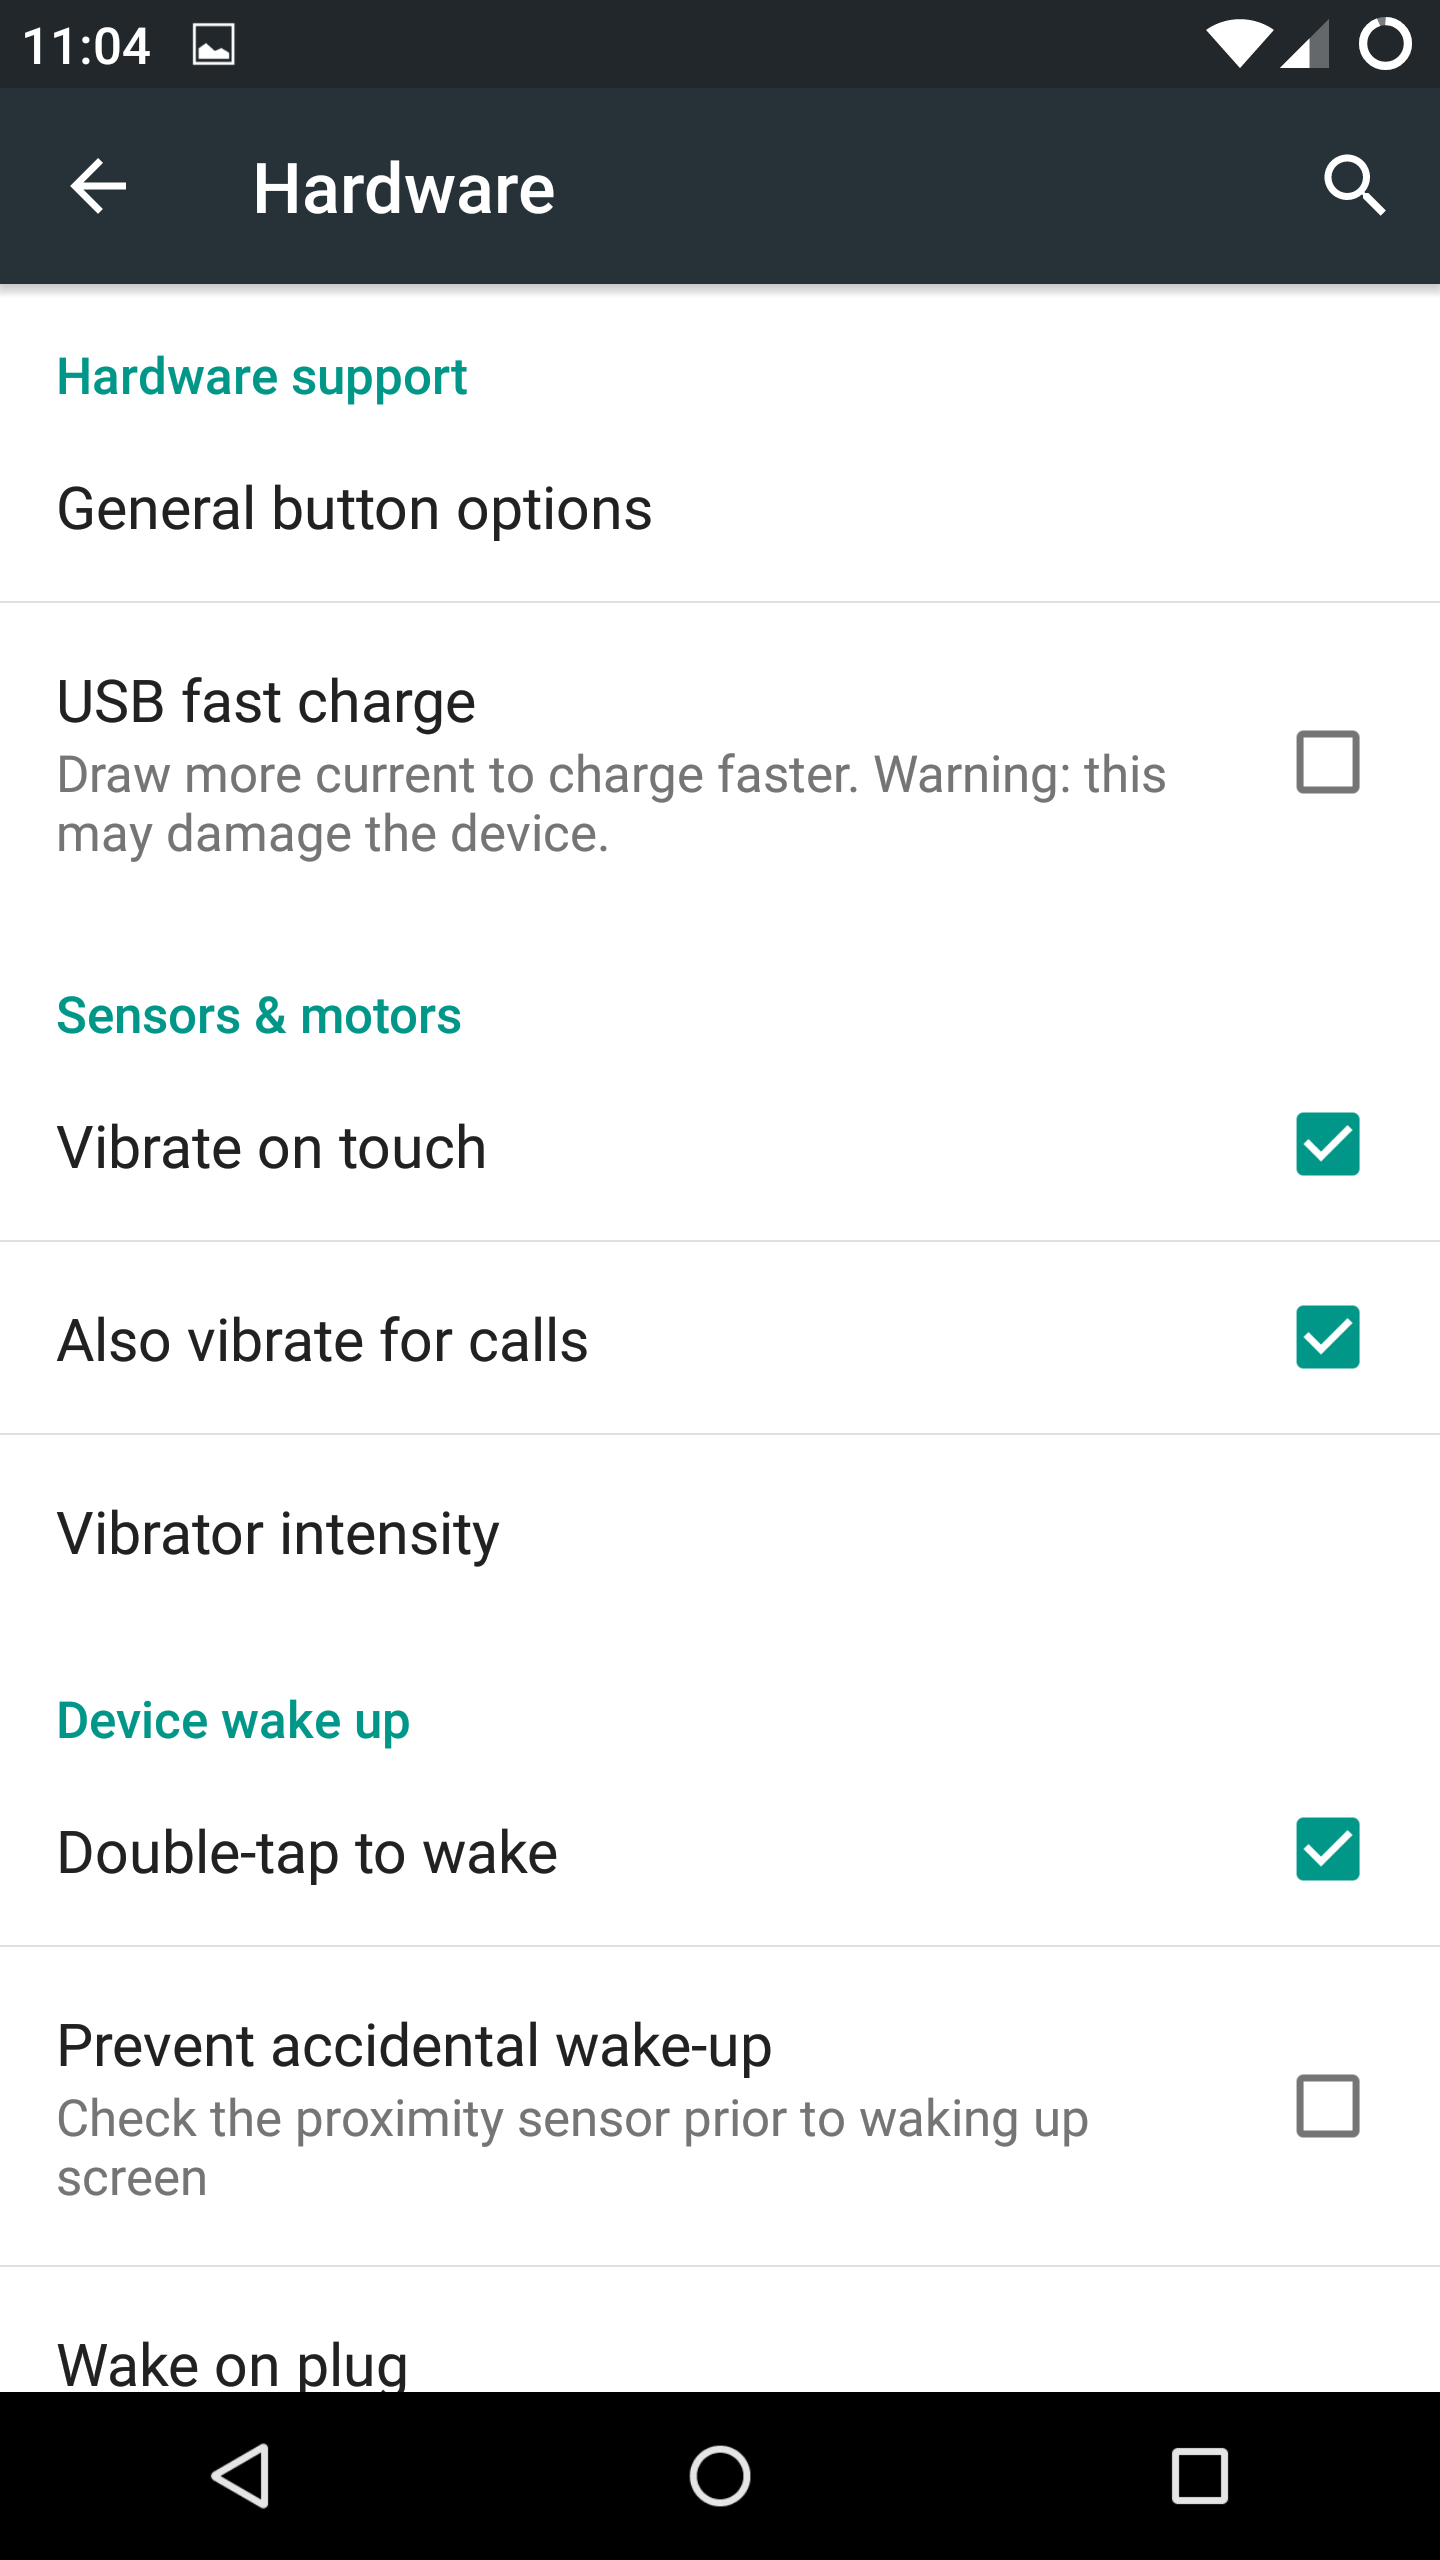 11:04
Hardware
Hardware support
General button options
USB fast charge
Draw more current to charge faster. Warning: this
may damage the device.
Sensors & motors
Vibrate on touch
Also vibrate for calls
Vibrator intensity
Device wake up
Double-tap to wake
Prevent accidental wake-up
Check the proximity sensor prior to waking up
screen
Wake on plug